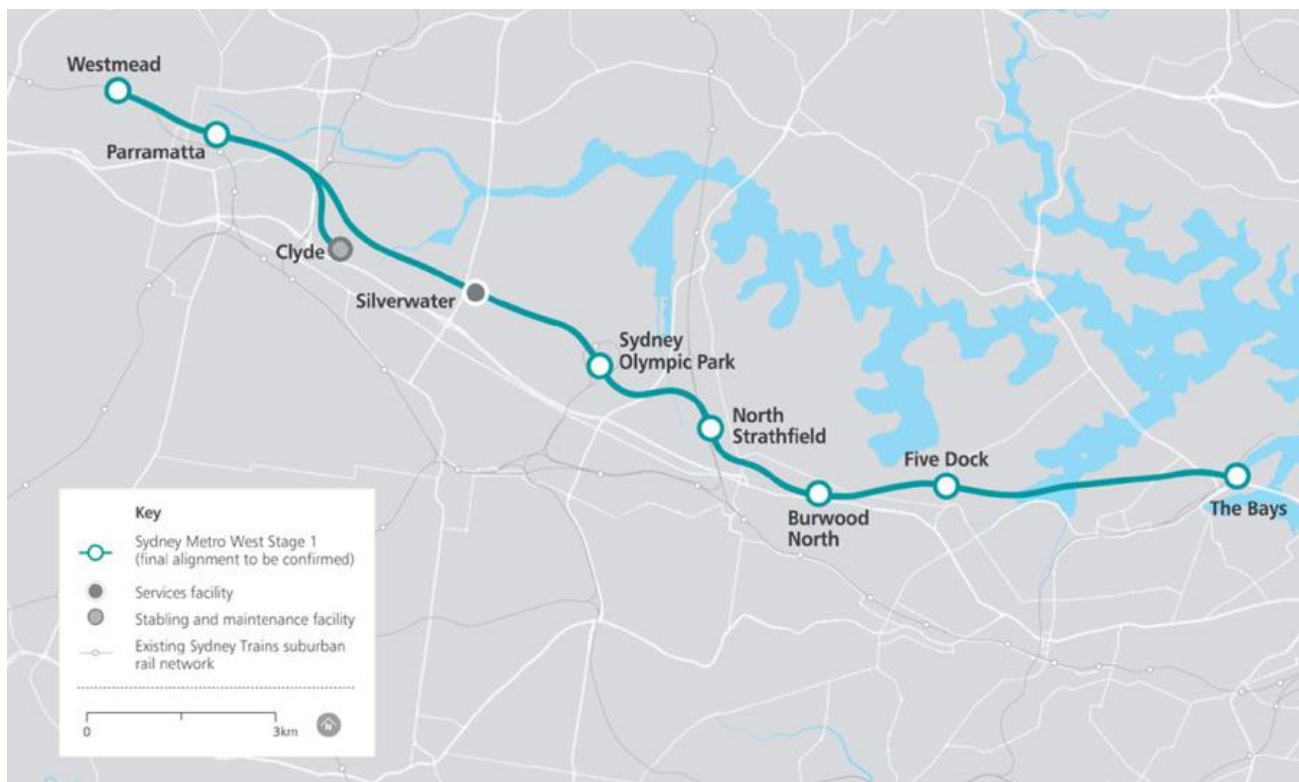 Westmead
Parramatta
Clyde
Silverwater
Sydney
Olympic Park
North
Strathfield
Five Dock
Burwood
North
The Bays
Key
Sydney Metro West Stage 1
(final alignment to be confirmed)
Services facility
Stabling and maintenance facility
Existing Sydney Trains suburban
rail network
0 3km
N